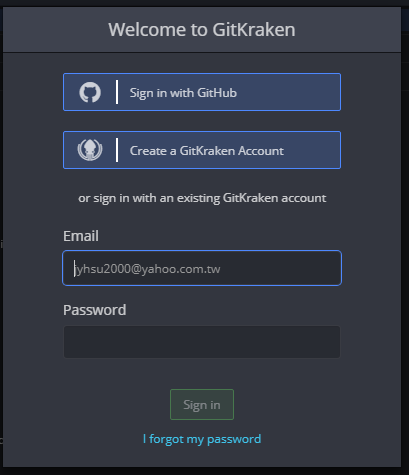 Welcome to GitKraken
Sign in with GitHub
Create a GitKraken Account
or sign in with an existing GitKraken account
Email
jyhsu2000@yahoo.com.tw
Password
Sign in
I forgot my password